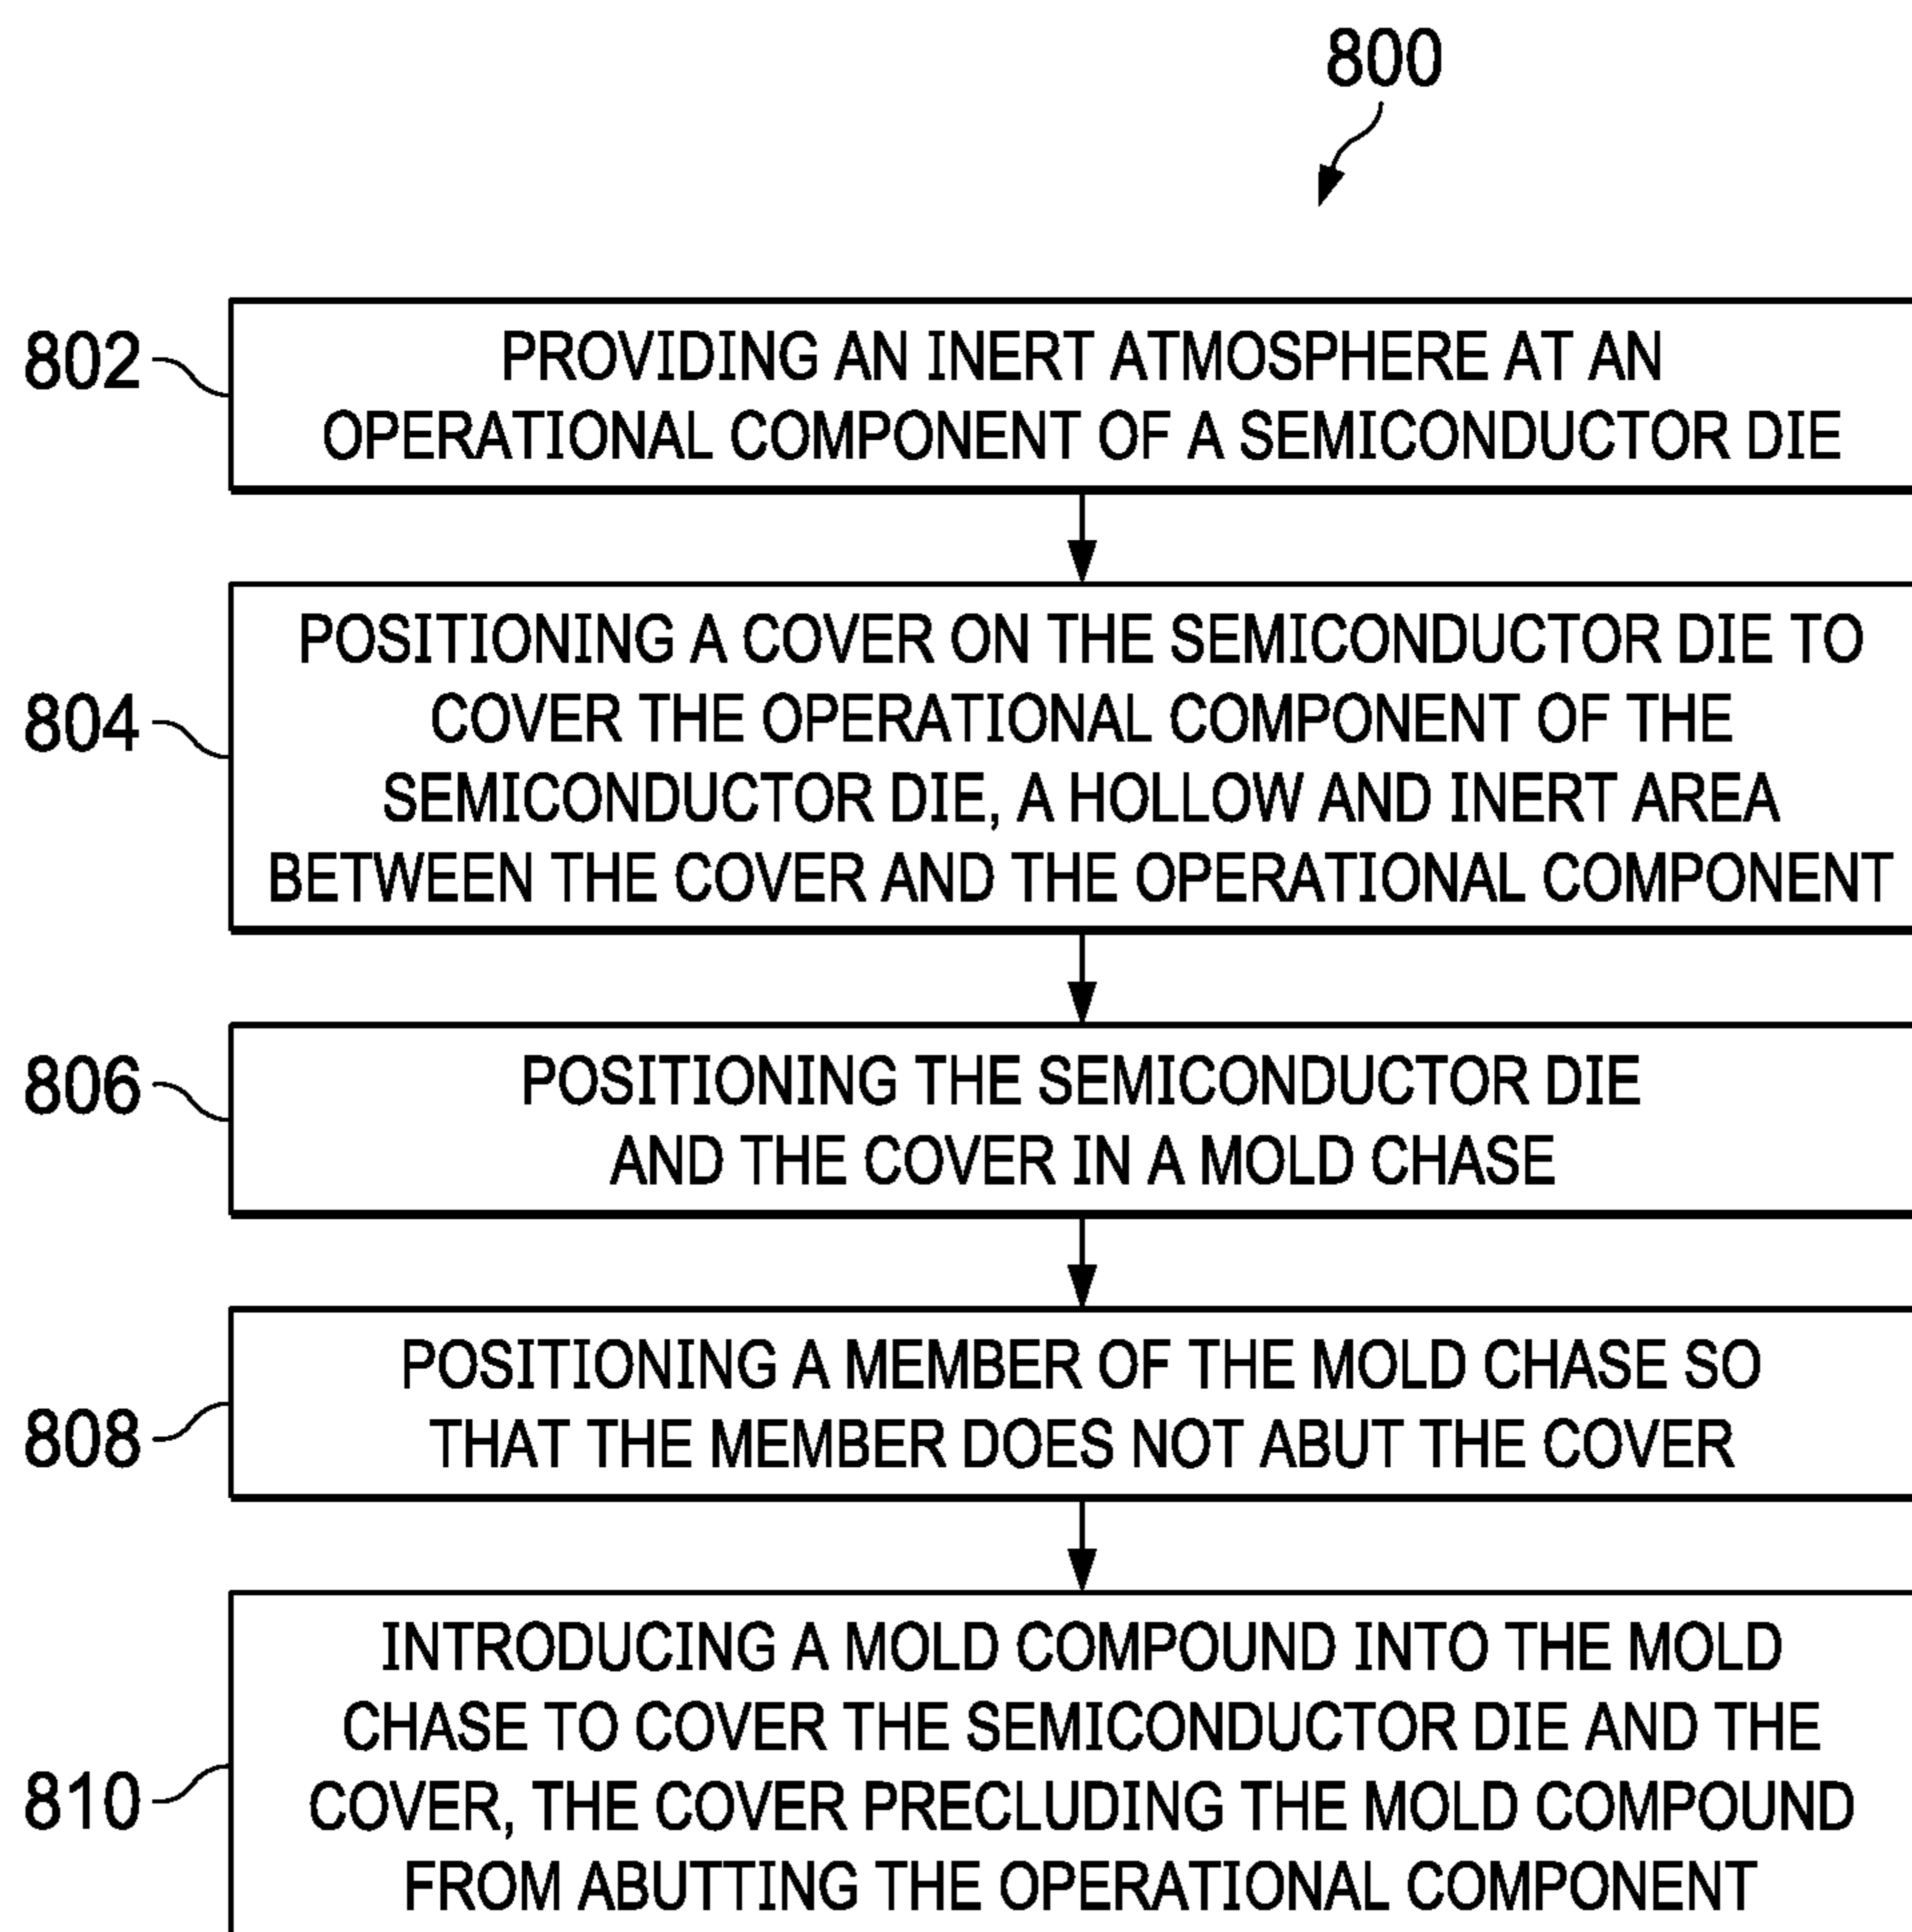 800
802
PROVIDING AN INERT ATMOSPHERE AT AN
OPERATIONAL COMPONENT OF A SEMICONDUCTOR DIE
804
POSITIONING A COVER ON THE SEMICONDUCTOR DIE TO
COVER THE OPERATIONAL COMPONENT OF THE
SEMICONDUCTOR DIE, A HOLLOW AND INERT AREA
BETWEEN THE COVER AND THE OPERATIONAL COMPONENT
806
POSITIONING THE SEMICONDUCTOR DIE
AND THE COVER IN A MOLD CHASE
808
POSITIONING A MEMBER OF THE MOLD CHASE SO
THAT THE MEMBER DOES NOT ABUT THE COVER
810
INTRODUCING A MOLD COMPOUND INTO THE MOLD
CHASE TO COVER THE SEMICONDUCTOR DIE AND THE
COVER, THE COVER PRECLUDING THE MOLD COMPOUND
FROM ABUTTING THE OPERATIONAL COMPONENT